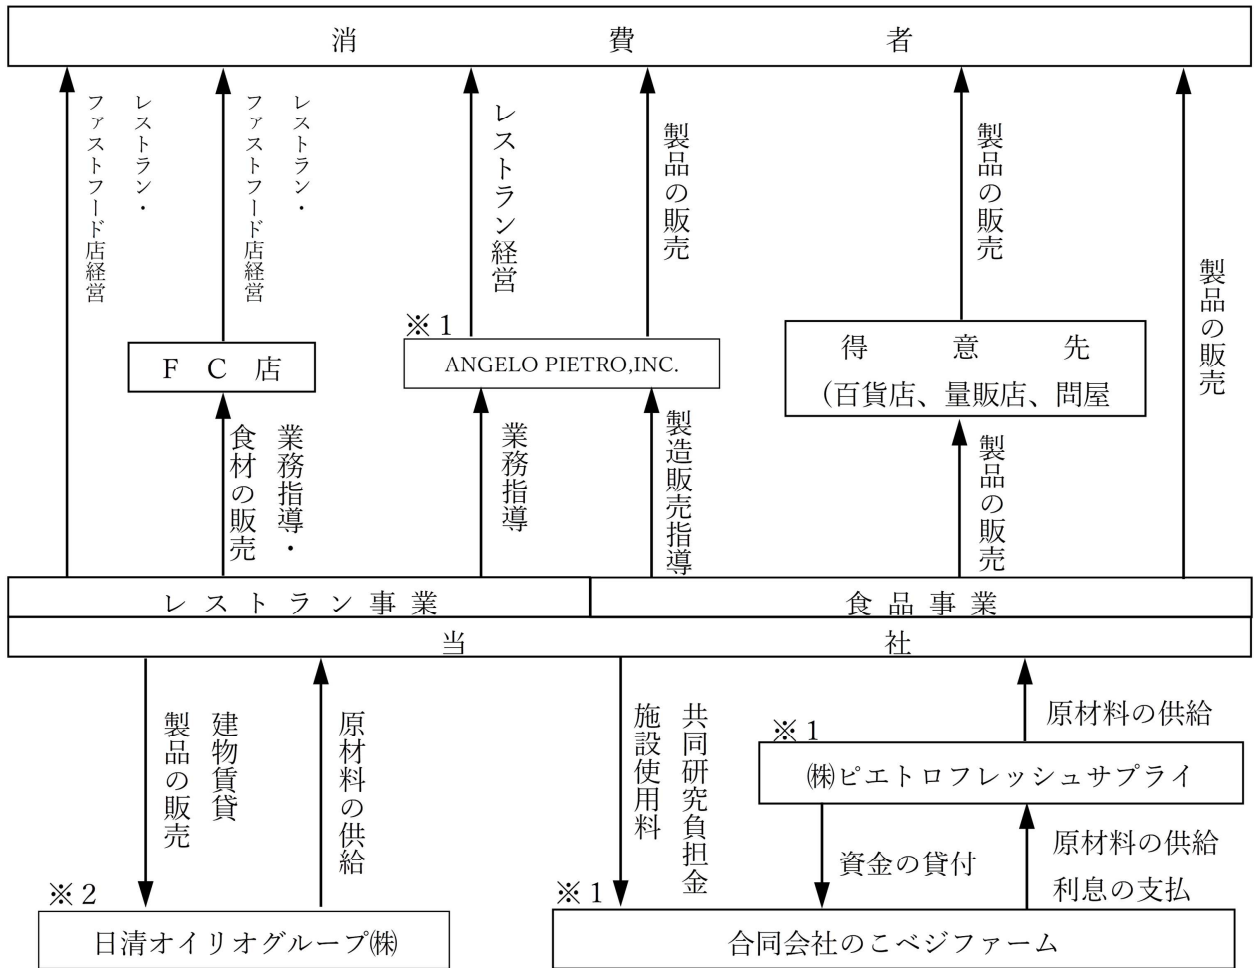 消費者
レストラン・
ファストフード店経営
レストラン・
ファストフード店経営
レストラン経営
製品の販売
製品の販売
製品の販売
FC店
※1
ANGELO PIETRO,INC.
得意先
(百貨店、量販店、問屋
業務指導・
食材の販売
業務指導
製造販売指導
製品の販売
レストラン事業
食品事業
当社
建物賃貸
製品の販売
原材料の供給
共同研究負担金
施設使用料
原材料の供給
※1
㈱ピエトロフレッシュサプライ
資金の貸付
原材料の供給
利息の支払
※2
日清オイリオグループ㈱
※1
合同会社のこベジファーム